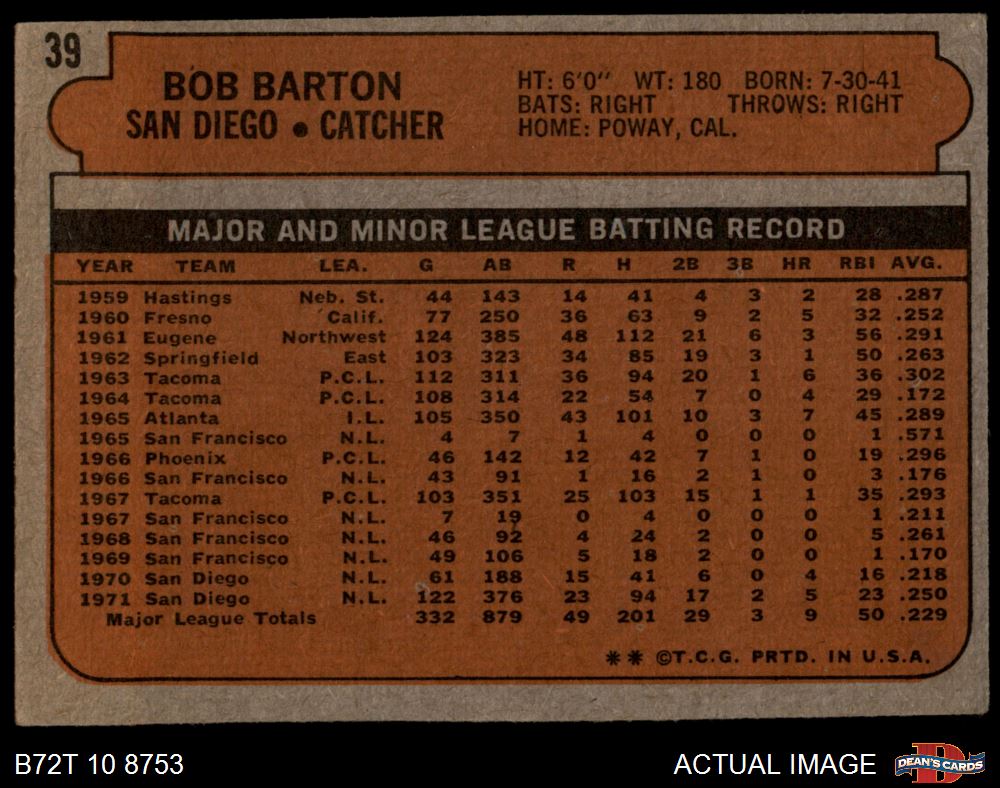 39
BOB BARTON
SAN DIEGO • CATCHER
HT: 6'0" WT: 180 BORN: 7-30-41
BATS: RIGHT THROWS: RIGHT
HOME: POWAY, CAL.
MAJOR AND MINOR LEAGUE BATTING RECORD
YEAR TEAM LEA. G AB R H 2B 3B HR RBI AVG.
1959 Hastings Neb. St. 44 143 14 41 4 3 2 28 .287
1960 Fresno Calif. 77 250 36 63 9 2 5 32 .252
1961 Eugene Northwest 124 385 48 112 21 6 3 56 .291
1962 Springfield East 103 323 34 85 19 3 1 50 .263
1963 Tacoma P.C.L. 112 311 36 94 20 1 6 36 .302
1964 Tacoma P.C.L. 108 314 22 54 7 0 4 29 .172
1965 Atlanta I.L. 105 350 43 101 10 3 7 45 .289
1965 San Francisco N.L. 4 7 1 4 0 0 0 1 .571
1966 Phoenix P.C.L. 46 142 12 42 7 1 0 19 .296
1966 San Francisco N.L. 43 91 1 16 2 1 0 3 .176
1967 Tacoma P.C.L. 103 351 25 103 15 1 1 35 .293
1967 San Francisco N.L. 7 19 0 4 0 0 0 1 .211
1968 San Francisco N.L. 46 92 4 24 2 0 0 5 .261
1969 San Francisco N.L. 49 106 5 18 2 0 0 1 .170
1970 San Diego N.L. 61 188 15 41 6 0 4 16 .218
1971 San Diego N.L. 122 376 23 94 17 2 5 23 .250
Major League Totals 332 879 49 201 29 3 9 50 .229
** ©T.C.G. PRTD. IN U.S.A.
B72T 10 8753
ACTUAL IMAGE
D
DEAN'S CARDS